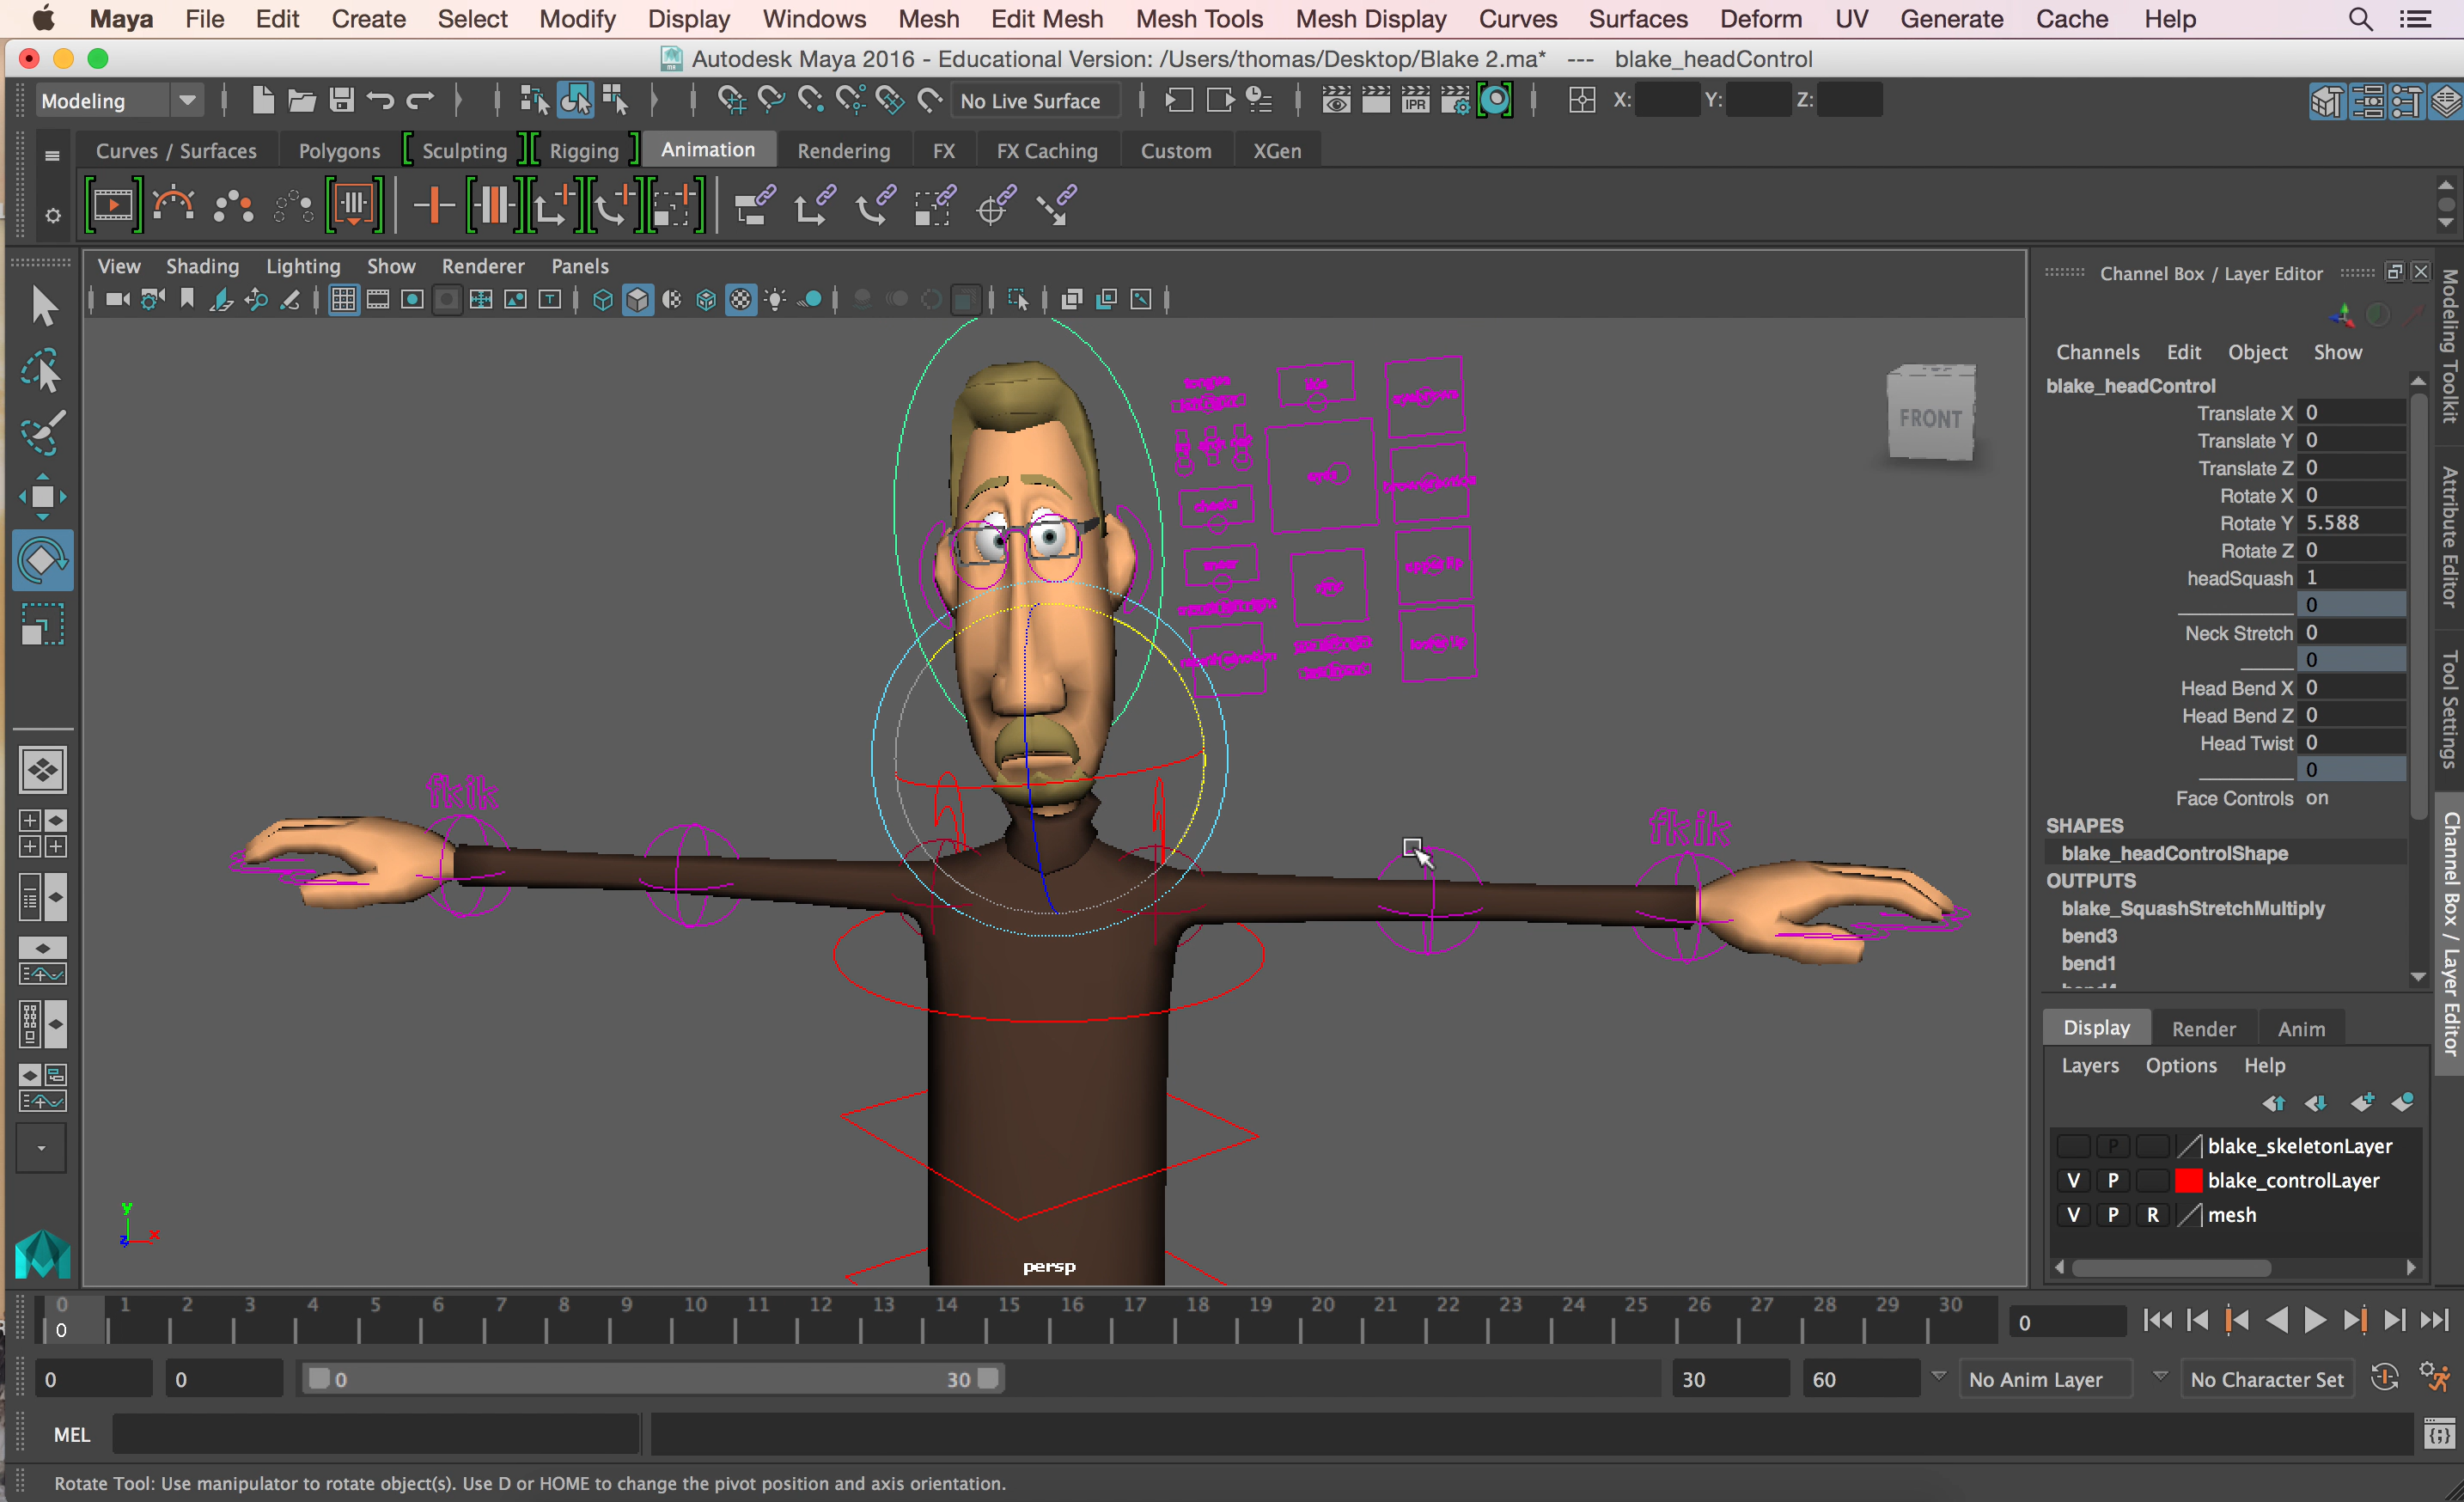 Maya File Edit Create Select Modify Display Windows Mesh Edit Mesh Mesh Tools Mesh Display Curves Surfaces Deform UV Generate Cache Help
Autodesk Maya 2016 - Educational Version: /Users/thomas/Desktop/Blake 2.ma* --- blake_headControl
Modeling No Live Surface IPR X: Y: Z:
Curves / Surfaces Polygons Sculpting Rigging Animation Rendering FX FX Caching Custom XGen
View Shading Lighting Show Renderer Panels
Channel Box / Layer Editor
Channels Edit Object Show
blake_headControl
Translate X 0
Translate Y 0
Translate Z 0
Rotate X 0
Rotate Y 5.588
Rotate Z 0
headSquash 1
0
Neck Stretch 0
0
Head Bend X 0
Head Bend Z 0
Head Twist 0
0
Face Controls on
SHAPES
blake_headControlShape
OUTPUTS
blake_SquashStretchMultiply
bend3
bend1
Modeling Toolkit
Attribute Editor
Tool Settings
Channel Box / Layer Editor
FRONT
cheeks
upper lip
lower lip
fkik
fkik
y
x
z
persp
Display Render Anim
Layers Options Help
P blake_skeletonLayer
V P blake_controlLayer
V P R mesh
0 1 2 3 4 5 6 7 8 9 10 11 12 13 14 15 16 17 18 19 20 21 22 23 24 25 26 27 28 29 30
0 0
0 0 0 30 30 60 No Anim Layer No Character Set
MEL
Rotate Tool: Use manipulator to rotate object(s). Use D or HOME to change the pivot position and axis orientation.